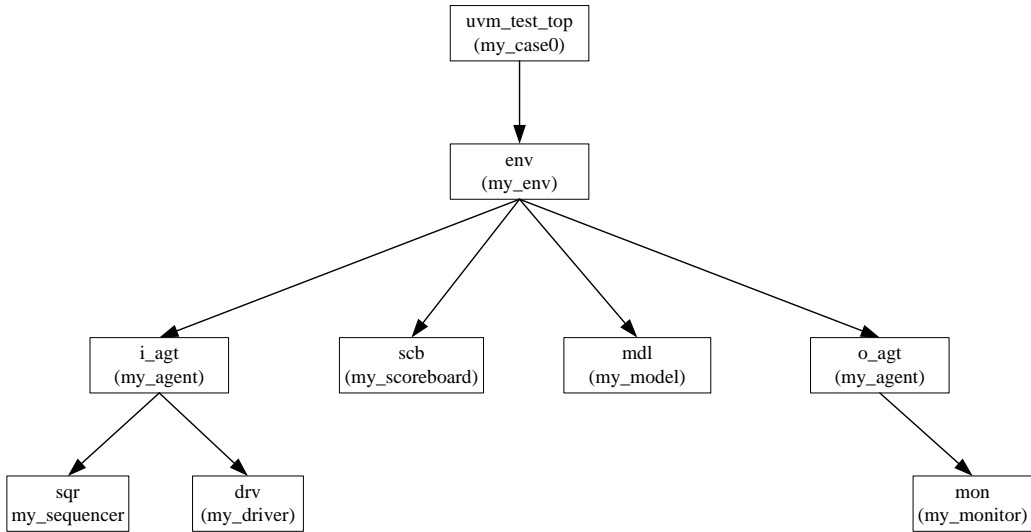 uvm_test_top
(my_case0)
env
(my_env)
i_agt
(my_agent)
scb
(my_scoreboard)
mdl
(my_model)
o_agt
(my_agent)
sqr
my_sequencer
drv
(my_driver)
mon
(my_monitor)